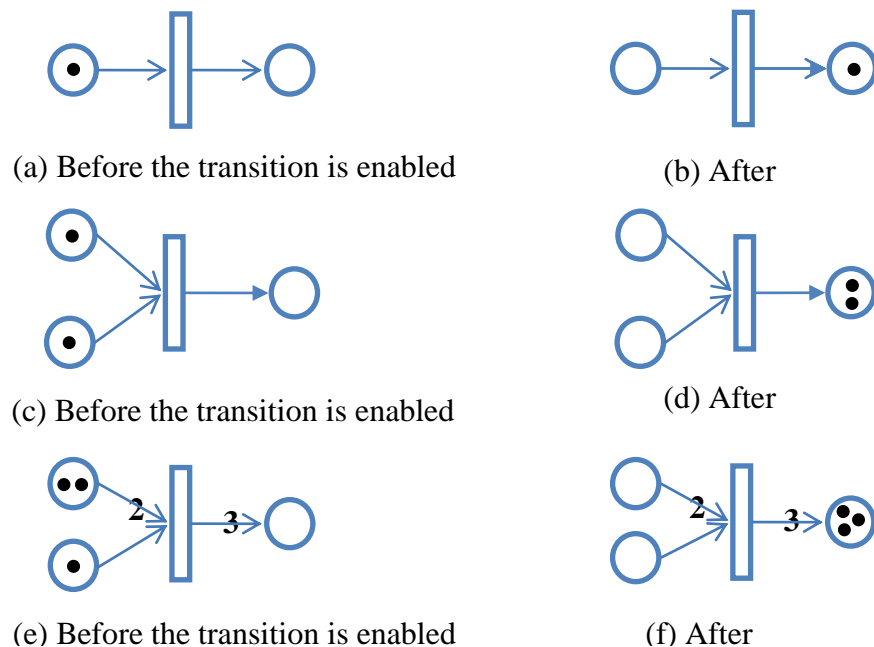 (a) Before the transition is enabled
(b) After
(c) Before the transition is enabled
(d) After
2
3
2
3
(e) Before the transition is enabled
(f) After